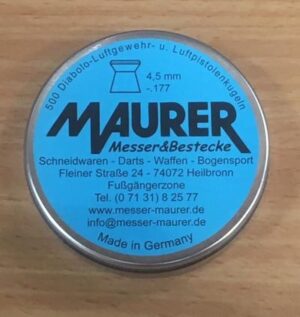 500 Diabolo-Luftgewehr- u. Luftpistolenkugeln
4,5 mm
-.177
MAURER
Messer&Bestecke
Schneidwaren - Darts - Waffen - Bogensport
Fleiner Straße 24 - 74072 Heilbronn
Fußgängerzone
Tel. (0 71 31) 8 25 77
www.messer-maurer.de
info@messer-maurer.de
Made in Germany